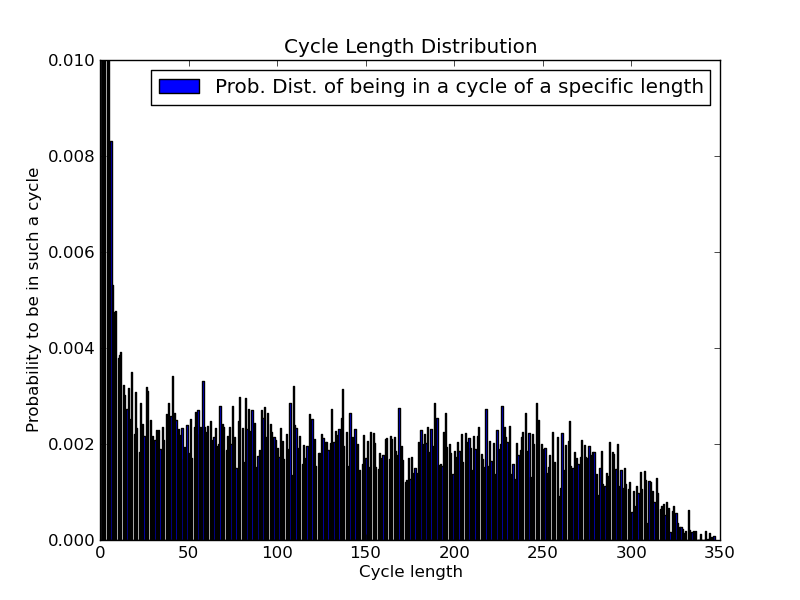 Cycle Length Distribution
Prob. Dist. of being in a cycle of a specific length
0.010
0.008
0.006
0.004
0.002
0.000
Probability to be in such a cycle
0 50 100 150 200 250 300 350
Cycle length